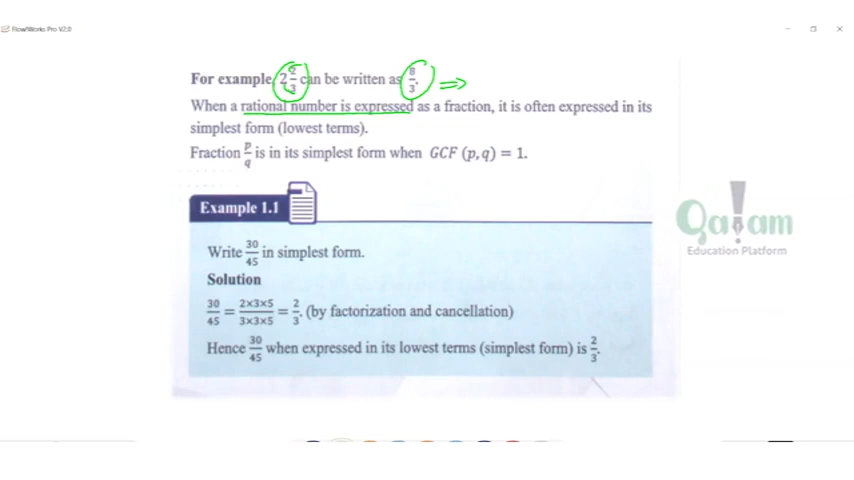 FlowWorks Pro V2.0
For example, 2 2/3 can be written as 8/3.
When a rational number is expressed as a fraction, it is often expressed in its
simplest form (lowest terms).
Fraction p/q is in its simplest form when GCF (p, q) = 1.
Example 1.1
Qalam
Education Platform
Write 30/45 in simplest form.
Solution
30/45 = 2×3×5/3×3×5 = 2/3. (by factorization and cancellation)
Hence 30/45 when expressed in its lowest terms (simplest form) is 2/3.